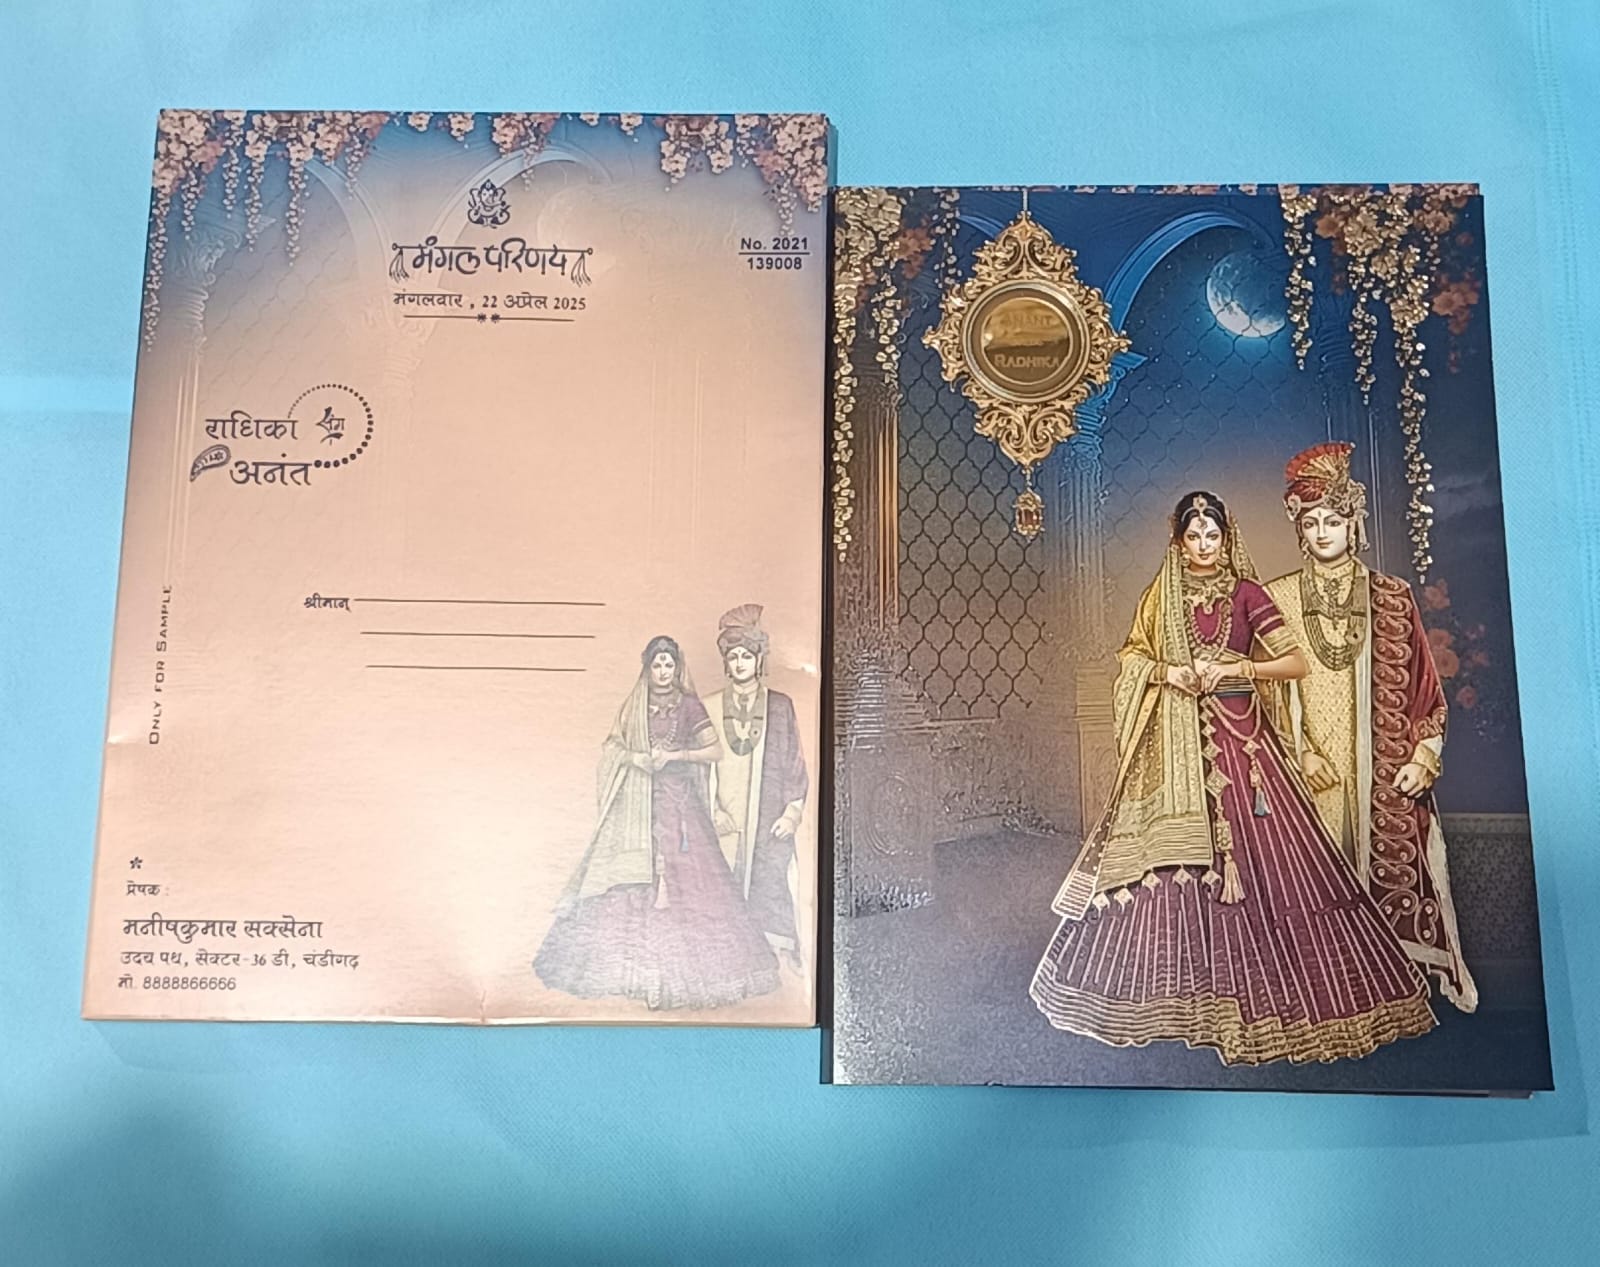 मंगल परिणय
मंगलवार , 22 अप्रेल 2025
No. 2021
139008
राधिका संग
अनंत
श्रीमान्
ONLY FOR SAMPLE
*
प्रेषक :
मनीषकुमार सक्सेना
उदय पथ, सेक्टर-36 डी, चंडीगढ़
मो. 8888866666
ANANT
RADHIKA